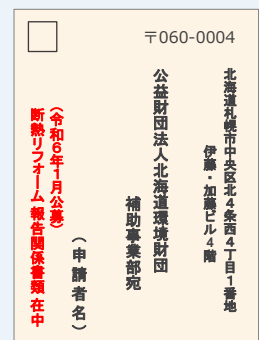 〒060-0004
北海道札幌市中央区北4条西4丁目1番地
伊藤・加藤ビル4階
公益財団法人北海道環境財団
補助事業部宛
(申請者名)
(令和6年1月公募)
断熱リフォーム 報告関係書類 在中